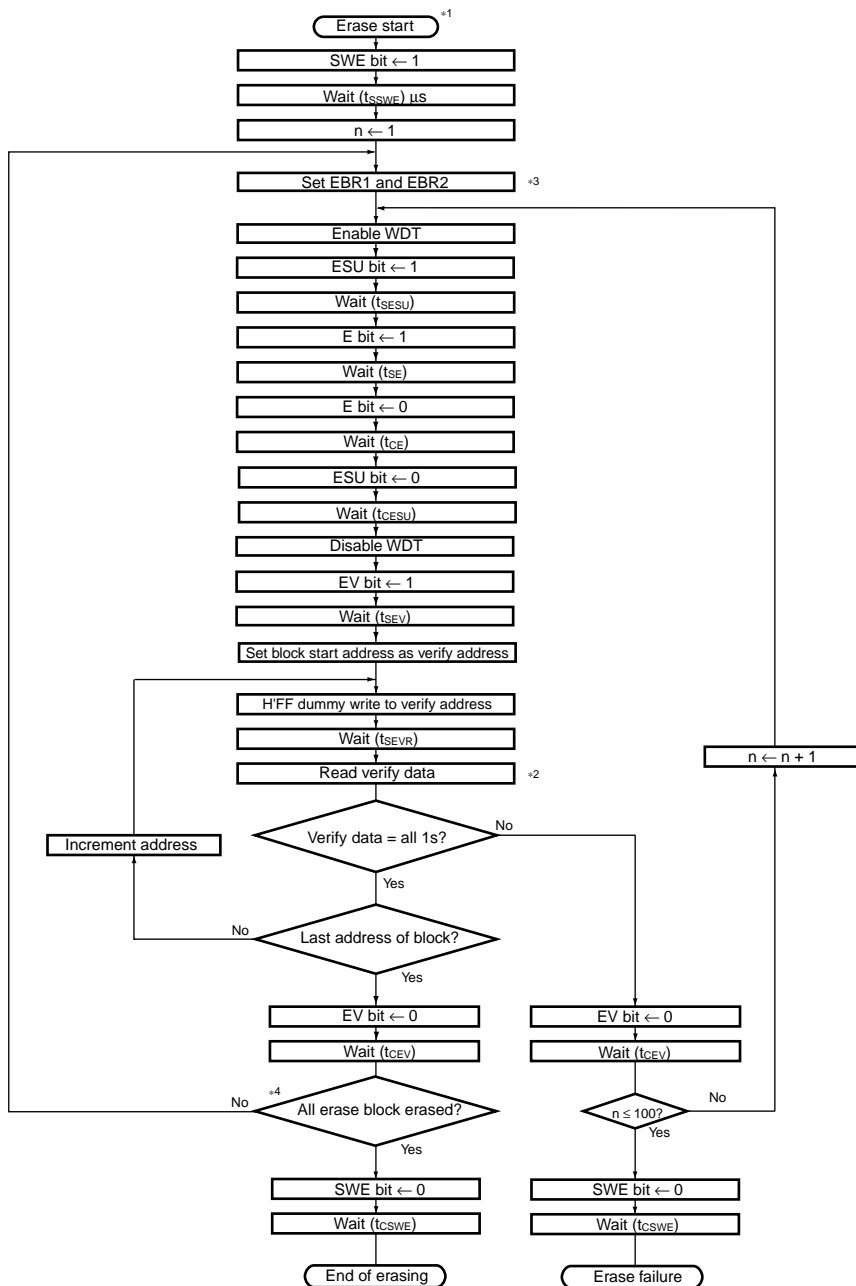 Erase start
*1
SWE bit ← 1
Wait (tSSWE) μs
n ← 1
Set EBR1 and EBR2
*3
Enable WDT
ESU bit ← 1
Wait (tSESU)
E bit ← 1
Wait (tSE)
E bit ← 0
Wait (tCE)
ESU bit ← 0
Wait (tCESU)
Disable WDT
EV bit ← 1
Wait (tSEV)
Set block start address as verify address
H'FF dummy write to verify address
Wait (tSEVR)
n ← n + 1
Read verify data
*2
Verify data = all 1s?
No
Increment address
Yes
Last address of block?
No
Yes
EV bit ← 0
EV bit ← 0
Wait (tCEV)
Wait (tCEV)
*4
No
All erase block erased?
n ≤ 100?
No
Yes
Yes
SWE bit ← 0
SWE bit ← 0
Wait (tCSWE)
Wait (tCSWE)
End of erasing
Erase failure